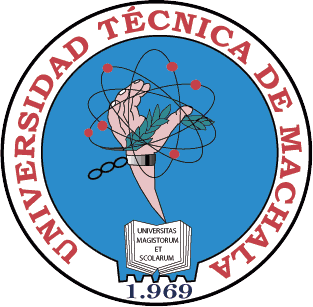 UNIVERSIDAD TÉCNICA DE MACHALA
UNIVERSITAS
MAGISTORUM
ET
SCOLARUM
1.969